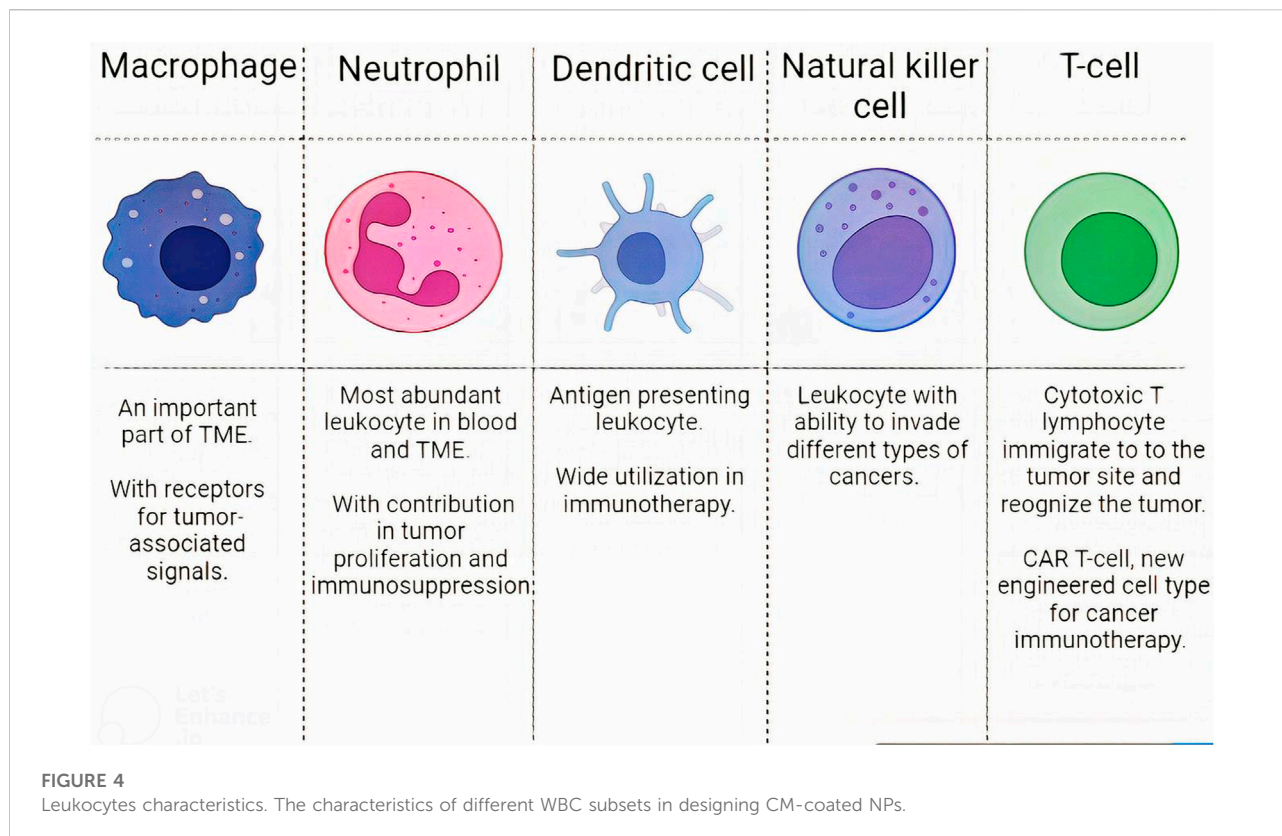 Macrophage
Neutrophil
Dendritic cell
Natural killer
cell
T-cell
An important
part of TME.
With receptors
for tumor-
associated
signals.
Most abundant
leukocyte in blood
and TME.
With contribution
in tumor
proliferation and
immunosuppression
Antigen presenting
leukocyte.
Wide utilization in
immunotherapy.
Leukocyte with
ability to invade
different types of
cancers.
Cytotoxic T
lymphocyte
immigrate to to the
tumor site and
reognize the tumor.
CAR T-cell, new
engineered cell type
for cancer
immunotherapy.
Let's
Enhance
.io
FIGURE 4
Leukocytes characteristics. The characteristics of different WBC subsets in designing CM-coated NPs.